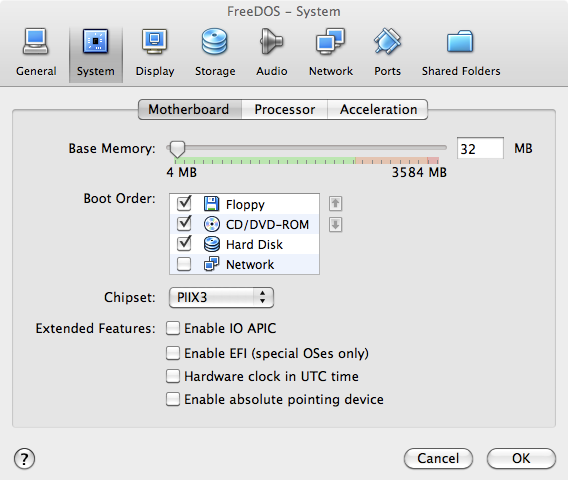 FreeDOS - System
General System Display Storage Audio Network Ports Shared Folders
Motherboard Processor Acceleration
Base Memory: 32 MB
4 MB 3584 MB
Boot Order: Floppy
CD/DVD-ROM
Hard Disk
Network
Chipset: PIIX3
Extended Features: Enable IO APIC
Enable EFI (special OSes only)
Hardware clock in UTC time
Enable absolute pointing device
? Cancel OK